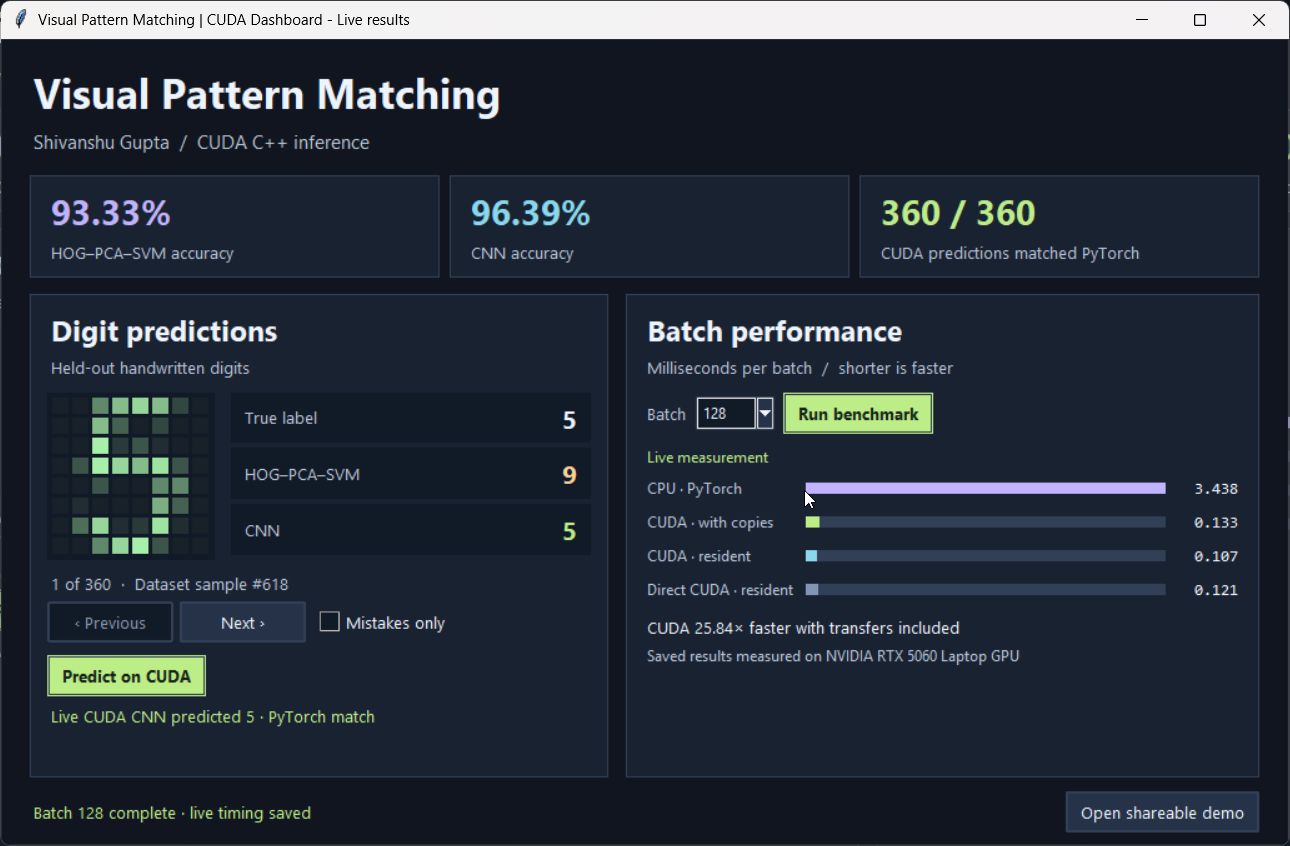 Visual Pattern Matching | CUDA Dashboard - Live results
Visual Pattern Matching
Shivanshu Gupta / CUDA C++ inference
93.33%
HOG–PCA–SVM accuracy
96.39%
CNN accuracy
360 / 360
CUDA predictions matched PyTorch
Digit predictions
Held-out handwritten digits
True label 5
HOG–PCA–SVM 9
CNN 5
1 of 360 · Dataset sample #618
‹ Previous
Next ›
Mistakes only
Predict on CUDA
Live CUDA CNN predicted 5 · PyTorch match
Batch performance
Milliseconds per batch / shorter is faster
Batch 128 Run benchmark
Live measurement
CPU · PyTorch 3.438
CUDA · with copies 0.133
CUDA · resident 0.107
Direct CUDA · resident 0.121
CUDA 25.84× faster with transfers included
Saved results measured on NVIDIA RTX 5060 Laptop GPU
Batch 128 complete · live timing saved
Open shareable demo